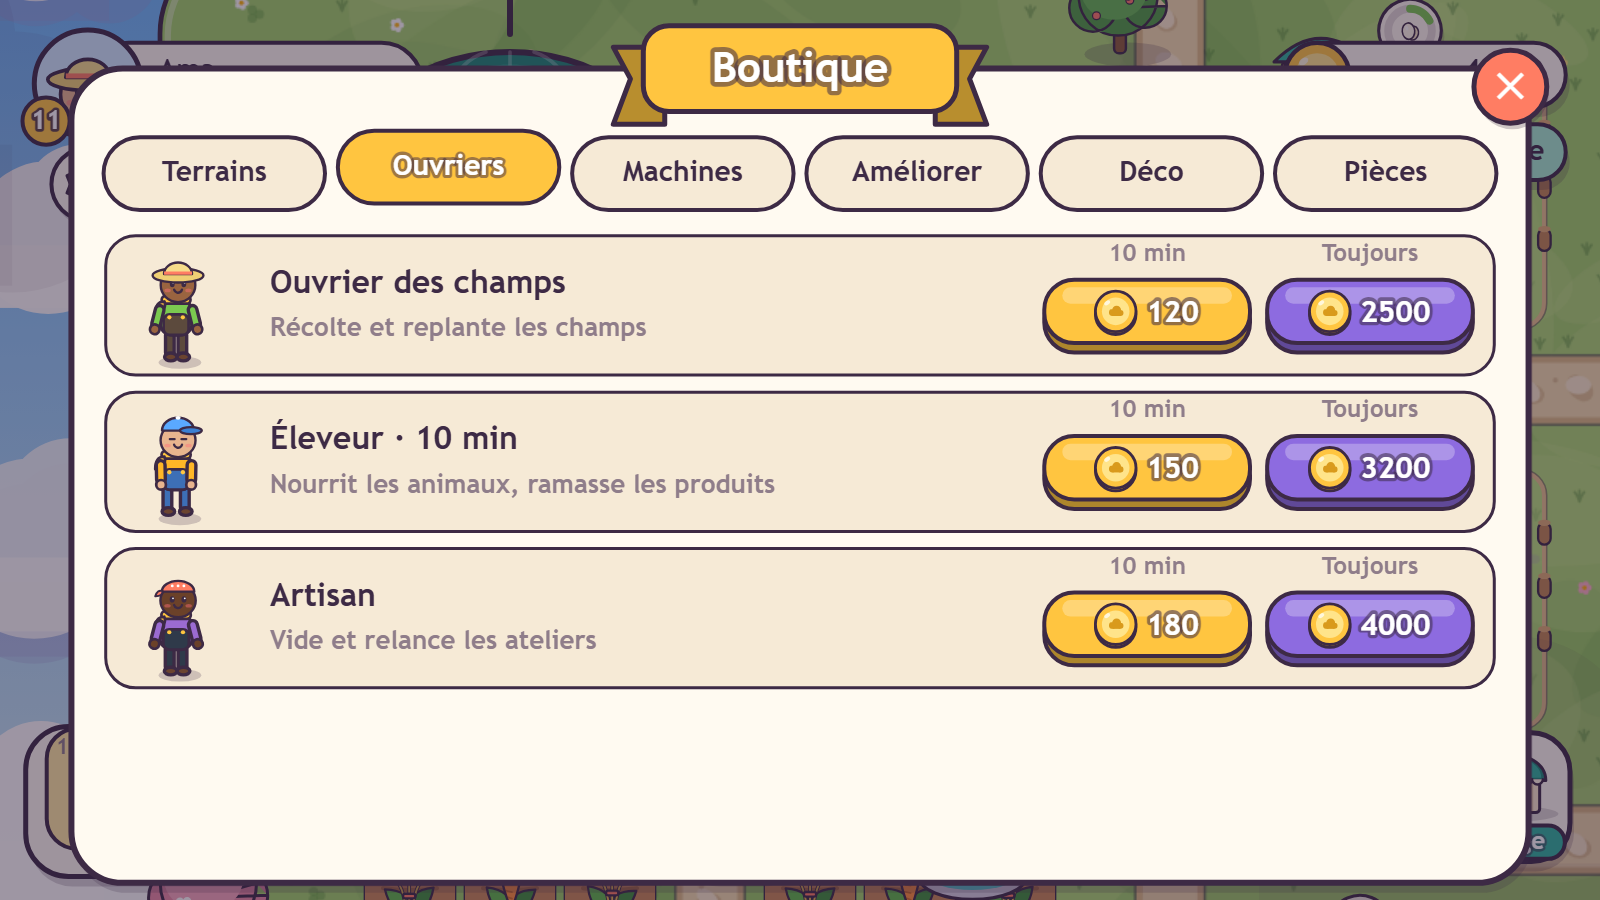 Boutique
11
Terrains
Ouvriers
Machines
Améliorer
Déco
Pièces
Ouvrier des champs
Récolte et replante les champs
10 min
120
Toujours
2500
Éleveur · 10 min
Nourrit les animaux, ramasse les produits
10 min
150
Toujours
3200
Artisan
Vide et relance les ateliers
10 min
180
Toujours
4000